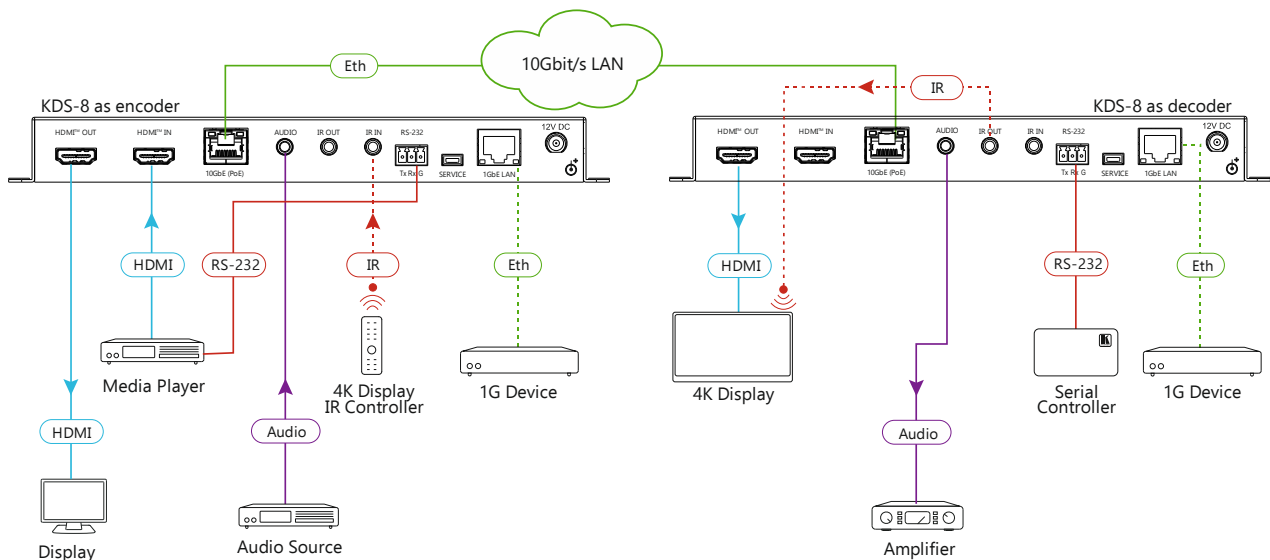 10Gbit/s LAN
Eth
IR
KDS-8 as encoder
HDMI™ OUT
HDMI™ IN
10GbE (PoE)
AUDIO
IR OUT
IR IN
RS-232
Tx Rx G
SERVICE
1GbE LAN
12V DC
+
KDS-8 as decoder
HDMI™ OUT
HDMI™ IN
10GbE (PoE)
AUDIO
IR OUT
IR IN
RS-232
Tx Rx G
SERVICE
1GbE LAN
12V DC
+
HDMI
RS-232
IR
Eth
HDMI
RS-232
Eth
Media Player
4K Display
IR Controller
1G Device
4K Display
Serial
Controller
1G Device
K
HDMI
Audio
Audio
Display
Audio Source
Amplifier